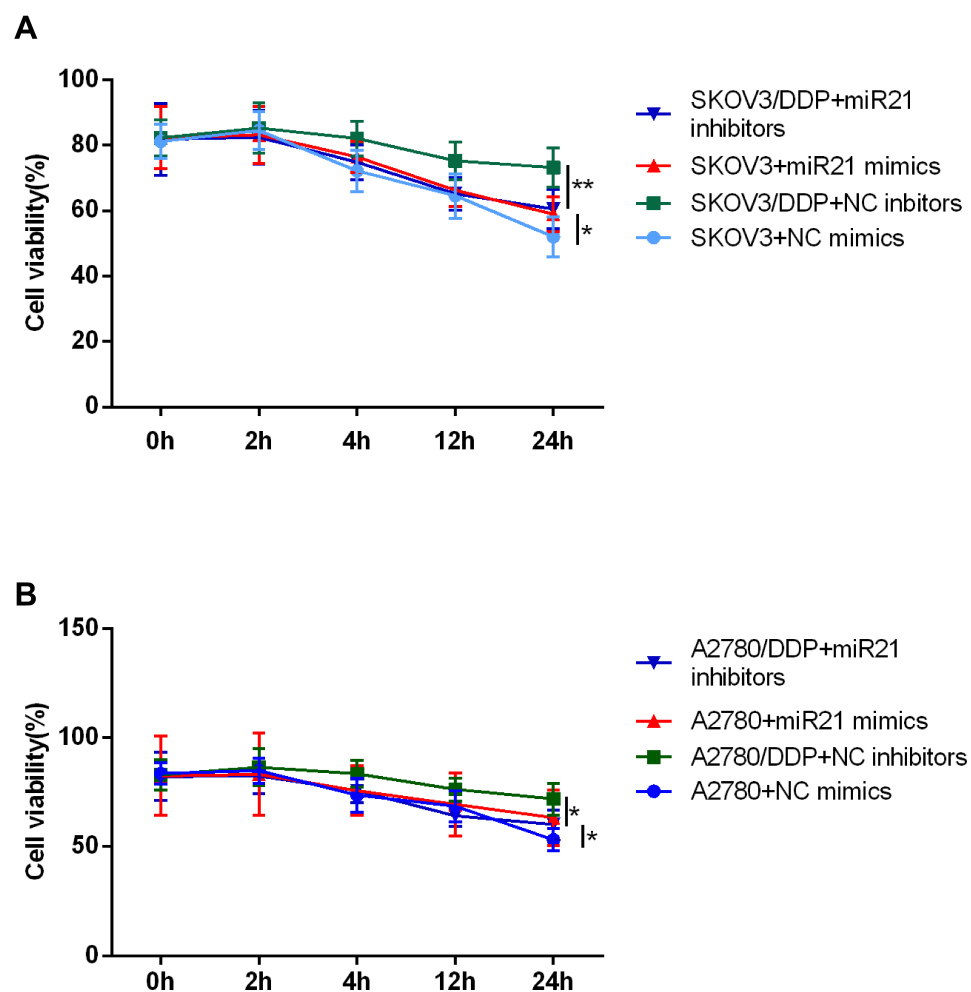 A
100
80
60
40
20
0
Cell viability(%)
0h 2h 4h 12h 24h
**
*
SKOV3/DDP+miR21
inhibitors
SKOV3+miR21 mimics
SKOV3/DDP+NC inbitors
SKOV3+NC mimics
B
150
100
50
0
Cell viability(%)
0h 2h 4h 12h 24h
*
*
A2780/DDP+miR21
inhibitors
A2780+miR21 mimics
A2780/DDP+NC inhibitors
A2780+NC mimics